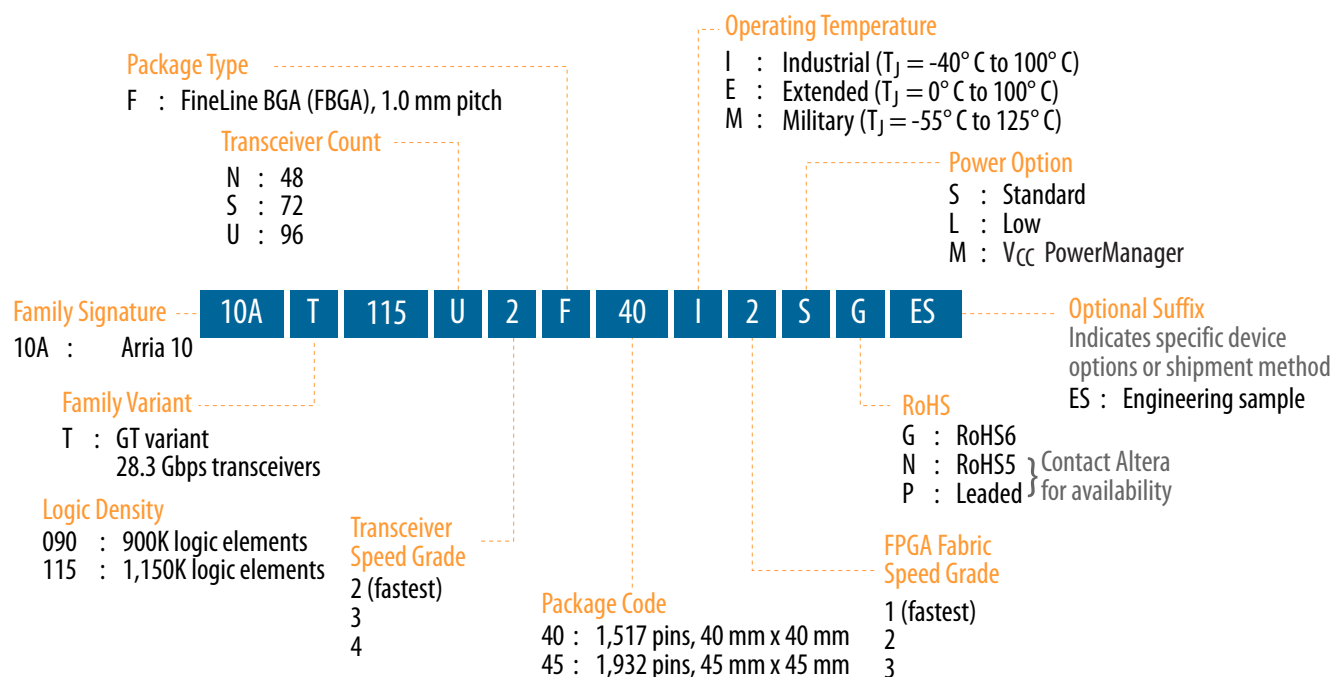 Operating Temperature
I : Industrial (TJ = -40° C to 100° C)
E : Extended (TJ = 0° C to 100° C)
M : Military (TJ = -55° C to 125° C)
Package Type
F : FineLine BGA (FBGA), 1.0 mm pitch
Transceiver Count
N : 48
S : 72
U : 96
Power Option
S : Standard
L : Low
M : VCC PowerManager
Family Signature
10A : Arria 10
10A T 115 U 2 F 40 I 2 S G ES
Optional Suffix
Indicates specific device
options or shipment method
ES : Engineering sample
Family Variant
T : GT variant
28.3 Gbps transceivers
RoHS
G : RoHS6
N : RoHS5
P : Leaded
Contact Altera
for availability
Logic Density
090 : 900K logic elements
115 : 1,150K logic elements
Transceiver
Speed Grade
2 (fastest)
3
4
Package Code
40 : 1,517 pins, 40 mm x 40 mm
45 : 1,932 pins, 45 mm x 45 mm
FPGA Fabric
Speed Grade
1 (fastest)
2
3